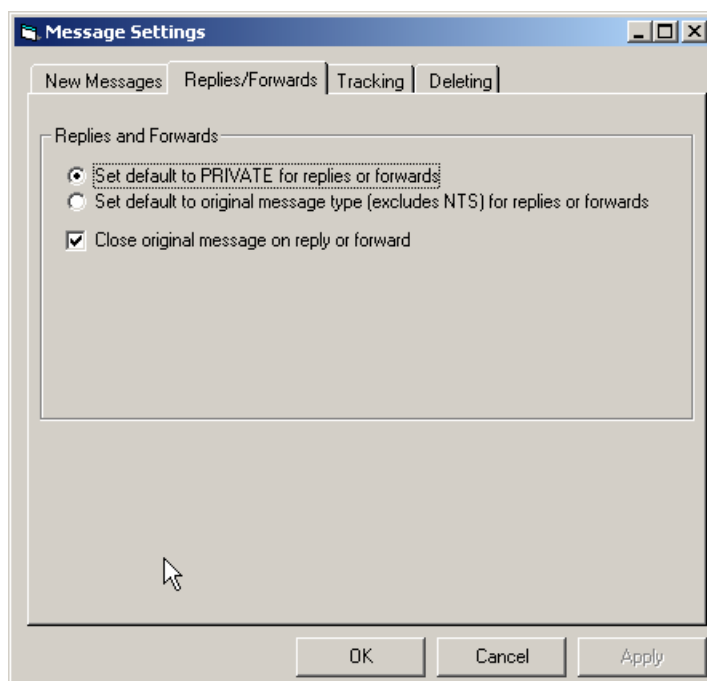 Message Settings
New Messages Replies/Forwards Tracking Deleting
Replies and Forwards
Set default to PRIVATE for replies or forwards
Set default to original message type (excludes NTS) for replies or forwards
Close original message on reply or forward
OK Cancel Apply